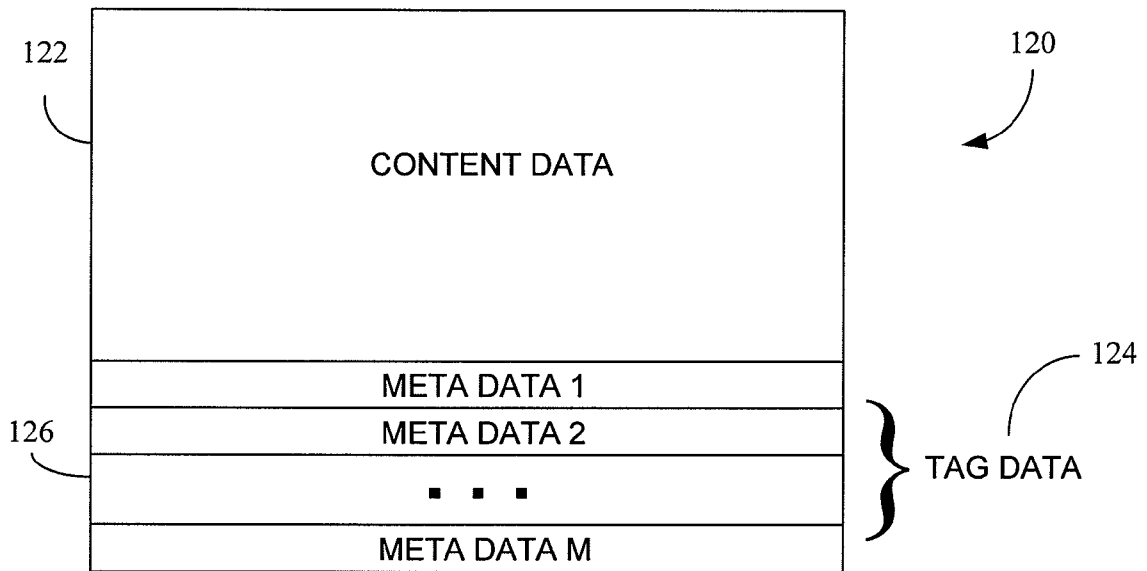 120
122
CONTENT DATA
META DATA 1
124
META DATA 2
126
TAG DATA
. . .
META DATA M